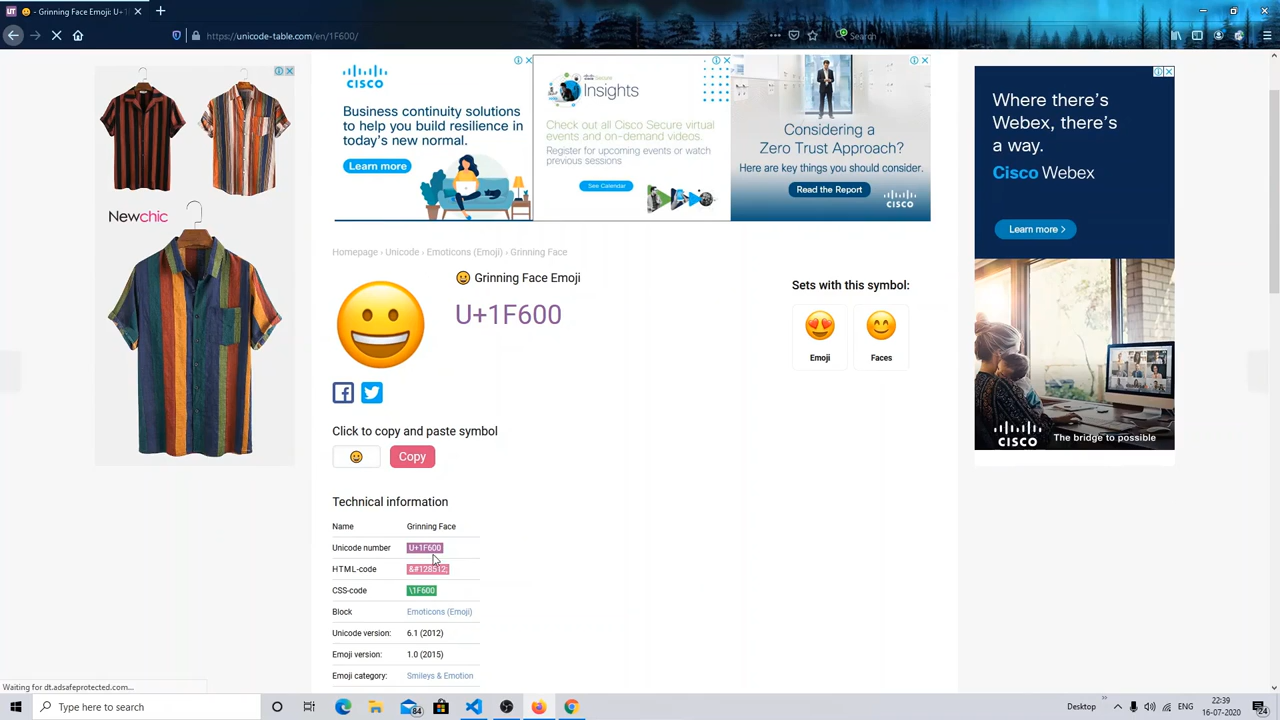 😀 – Grinning Face Emoji: U+1
https://unicode-table.com/en/1F600/
Search
Newchic
CISCO
Business continuity solutions
to help you build resilience in
today's new normal.
Learn more
Cisco Secure
Insights
Check out all Cisco Secure virtual
events and on-demand videos.
Register for upcoming events or watch
previous sessions
See Calendar
Considering a
Zero Trust Approach?
Here are key things you should consider.
Read the Report
CISCO
Where there's
Webex, there's
a way.
Cisco Webex
Learn more >
CISCO
The bridge to possible
Homepage › Unicode › Emoticons (Emoji) › Grinning Face
😀 Grinning Face Emoji
U+1F600
Sets with this symbol:
Emoji
Faces
Click to copy and paste symbol
😀 Copy
Technical information
Name Grinning Face
Unicode number U+1F600
HTML-code &#128512;
CSS-code \1F600
Block Emoticons (Emoji)
Unicode version: 6.1 (2012)
Emoji version: 1.0 (2015)
Emoji category: Smileys & Emotion
Waiting for dt.adsafeprotected.com...
Type here to search
84
Desktop
ENG
22:39
16-07-2020
24